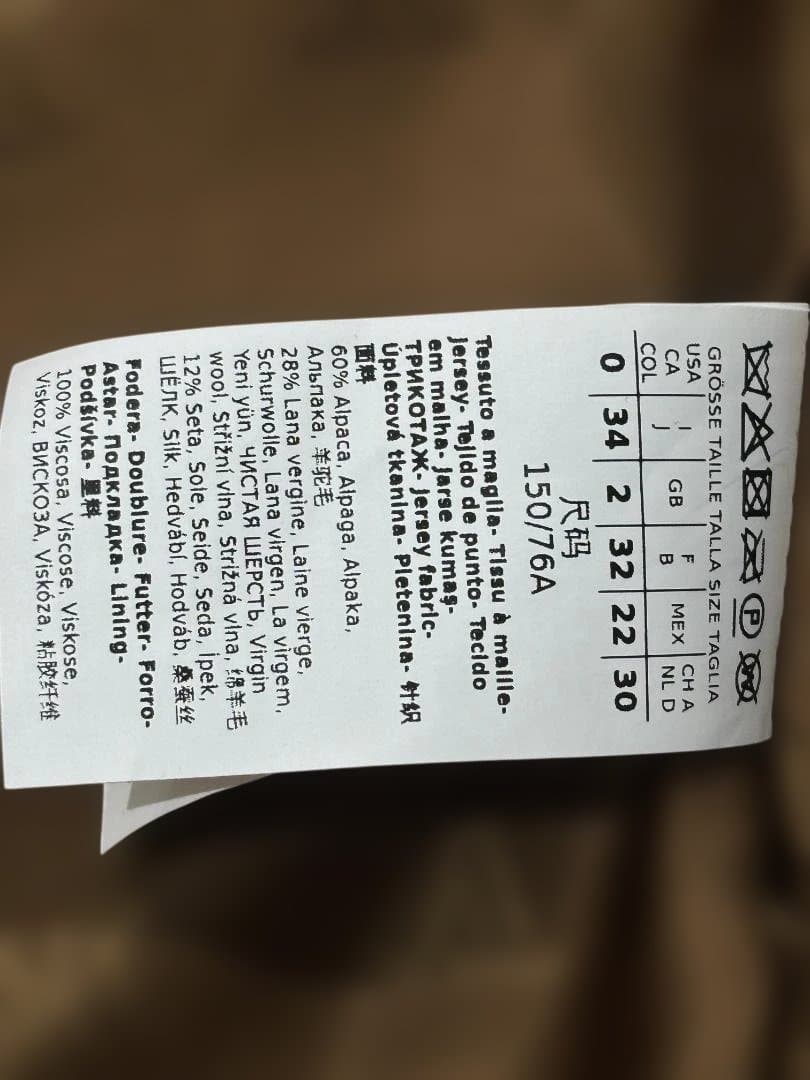 P
GRÖSSE TAILLE TALLA SIZE TAGLIA
USA I F CH A
CA GB MEX
J B NL D
COL
0 34 2 32 22 30
尺码
150/76A
Tessuto a maglia- Tissu à maille-
Jersey- Tejido de punto- Tecido
em malha- Jarse kumaş-
ТРИКОТАЖ- Jersey fabric-
Úpletová tkanina- Pletenina- 针织
面料
60% Alpaca, Alpaga, Alpaka,
Альпака, 羊驼毛
28% Lana vergine, Laine vierge,
Schurwolle, Lana virgen, La virgem,
Yeni yün, ЧИСТАЯ ШЕРСТЬ, Virgin
wool, Střižní vlna, Strižná vlna, 绵羊毛
12% Seta, Soie, Seide, Seda, İpek,
ШЁЛК, Silk, Hedvábí, Hodváb, 桑蚕丝
Fodera- Doublure- Futter- Forro-
Astar- Подкладка- Lining-
Podšívka- 里料
100% Viscosa, Viscose, Viskose,
Viskoz, ВИСКОЗА, Viskóza, 粘胶纤维